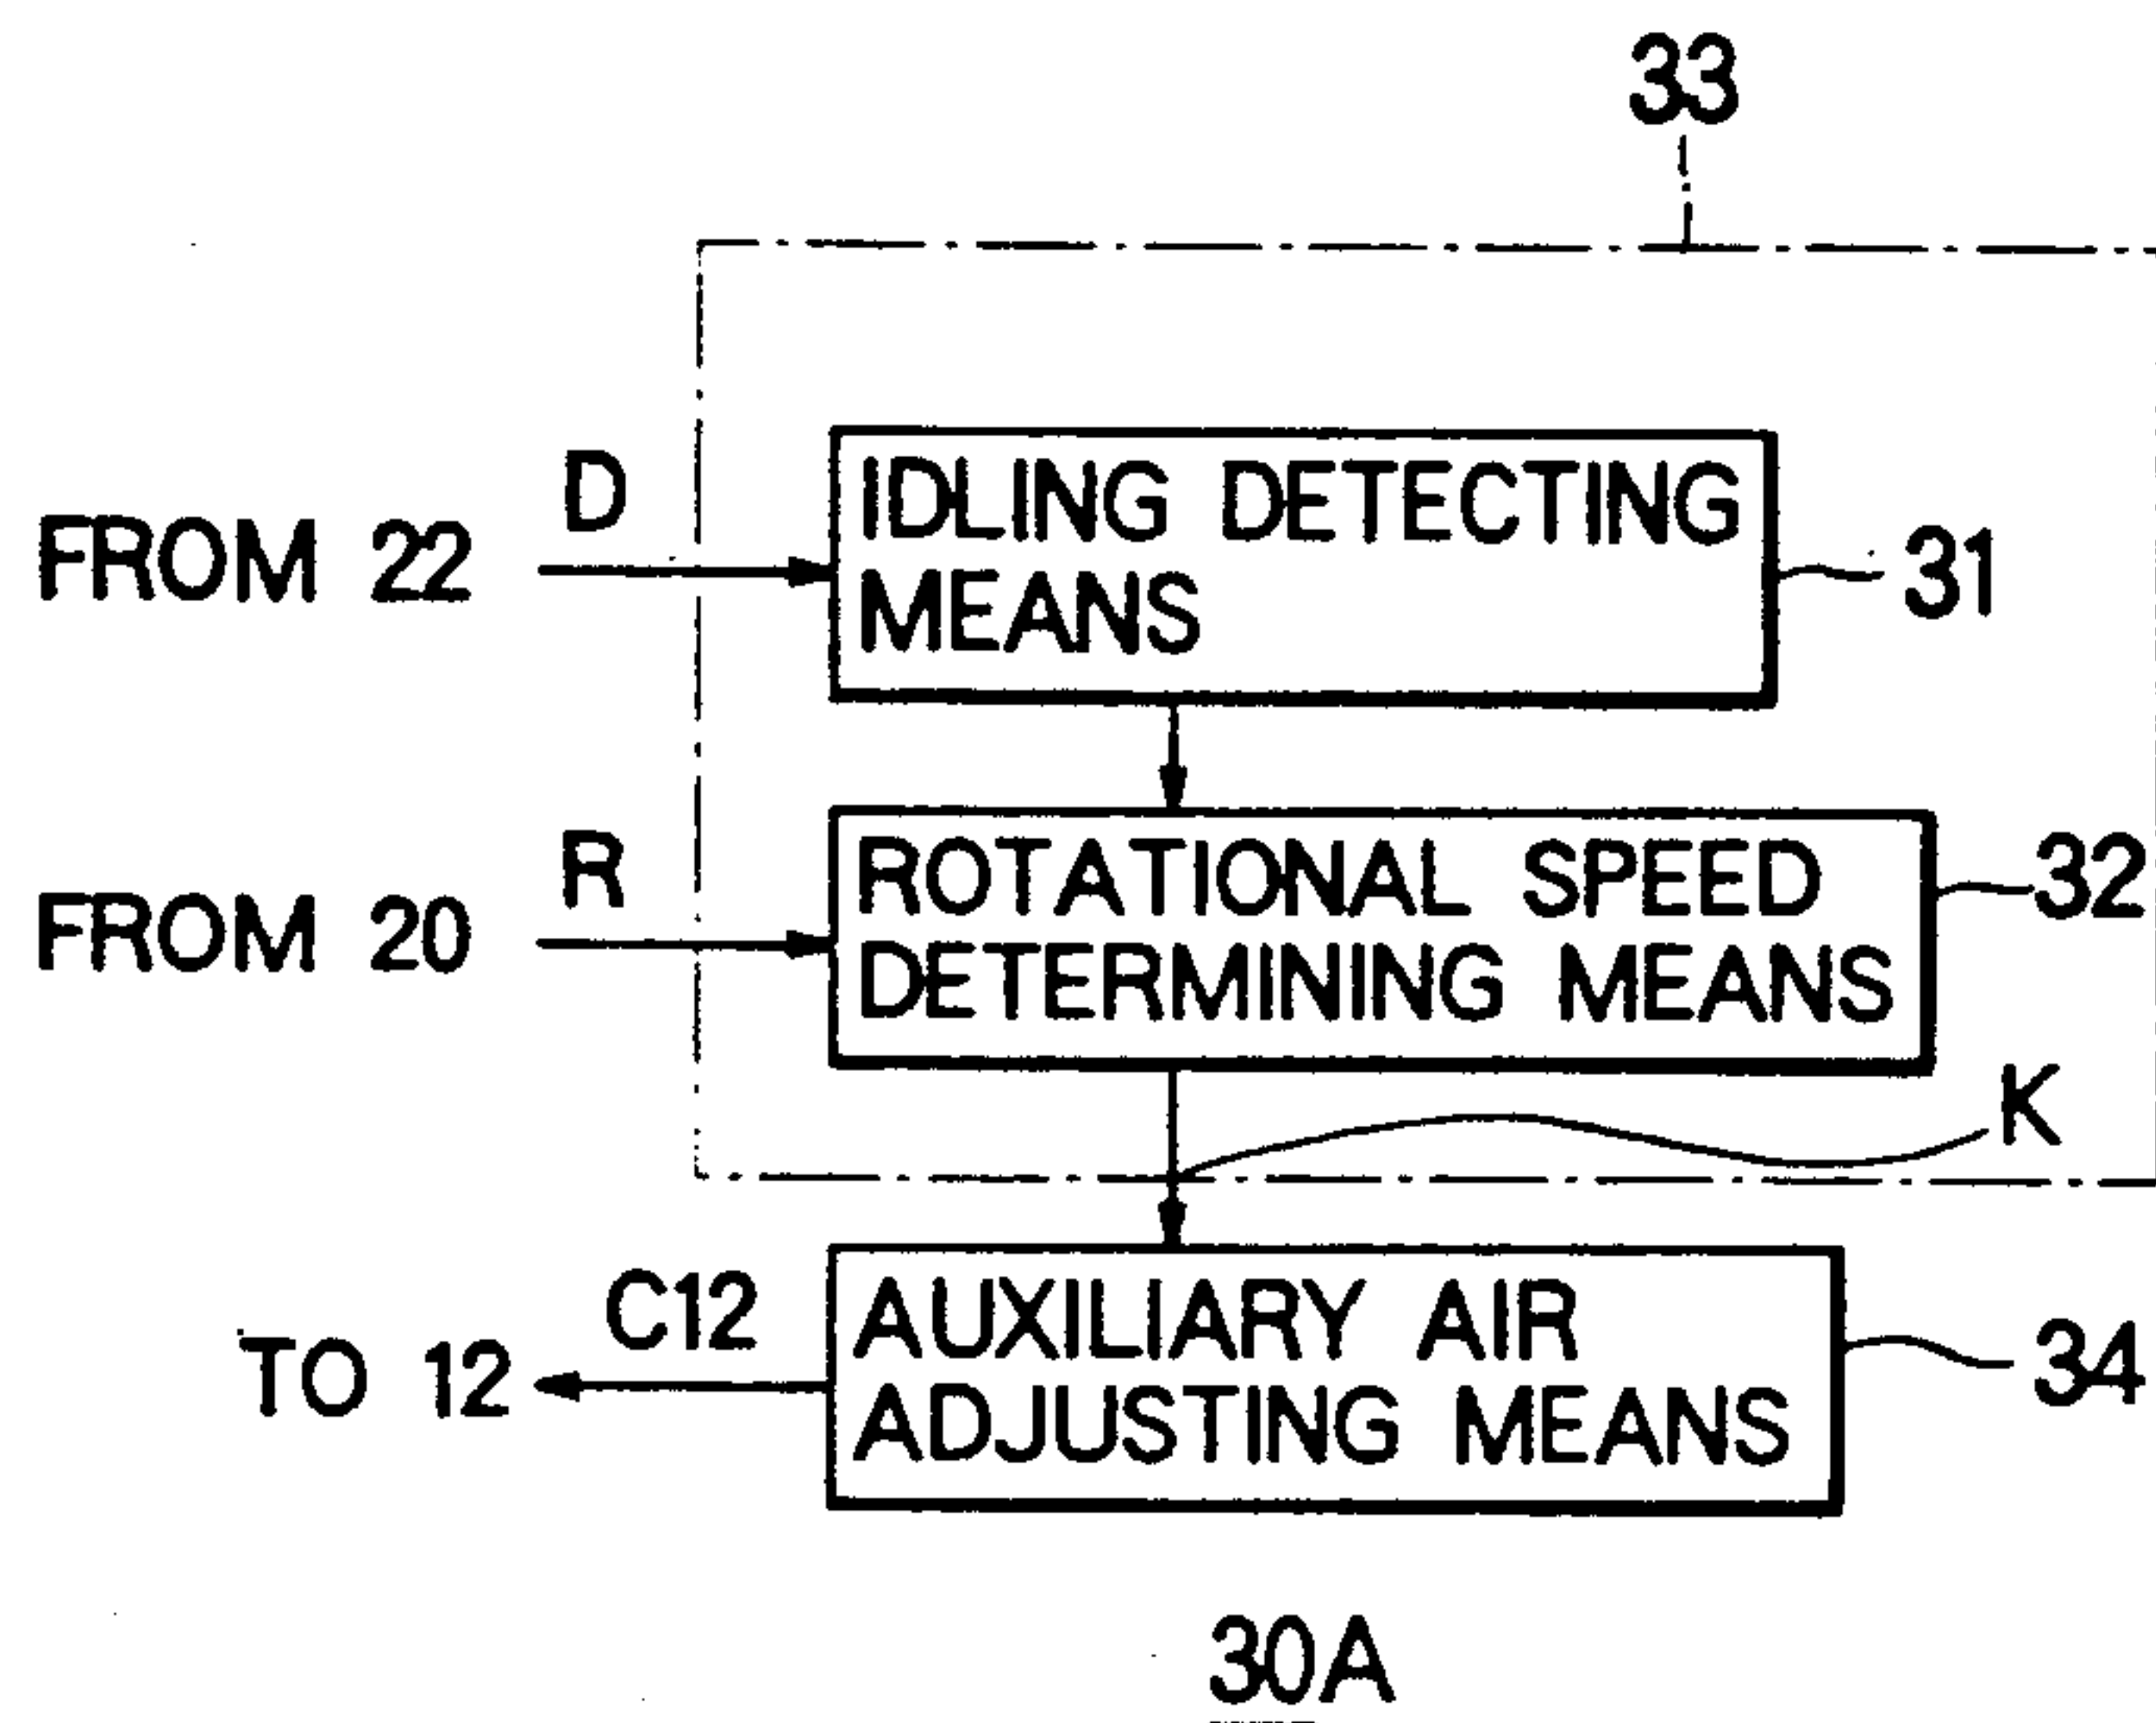 33
D
FROM 22
IDLING DETECTING
MEANS
31
R
FROM 20
ROTATIONAL SPEED
DETERMINING MEANS
32
K
C12
TO 12
AUXILIARY AIR
ADJUSTING MEANS
34
30A